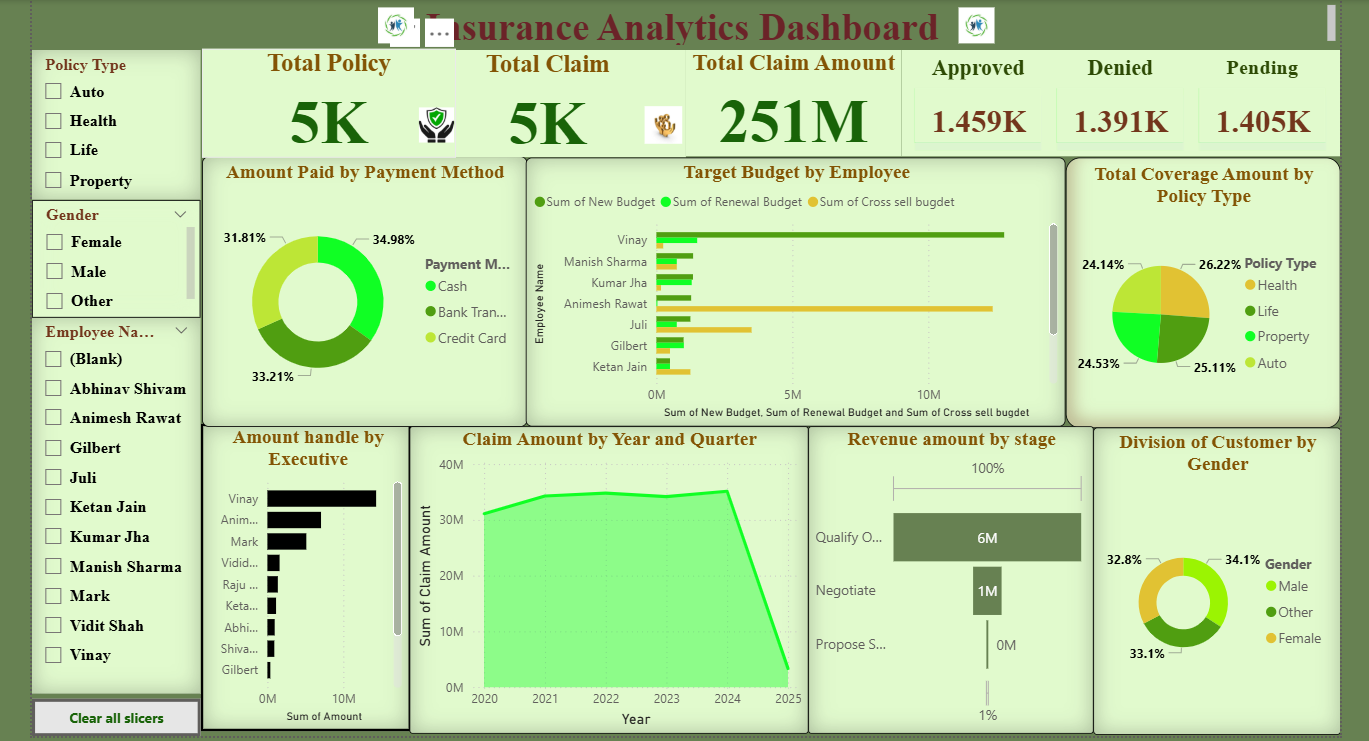 Insurance Analytics Dashboard
...
Policy Type
Auto
Health
Life
Property
Gender
Female
Male
Other
Employee Na...
(Blank)
Abhinav Shivam
Animesh Rawat
Gilbert
Juli
Ketan Jain
Kumar Jha
Manish Sharma
Mark
Vidit Shah
Vinay
Clear all slicers
Total Policy
5K
Total Claim
5K
Total Claim Amount
251M
Approved
1.459K
Denied
1.391K
Pending
1.405K
Amount Paid by Payment Method
31.81%
34.98%
33.21%
Payment M...
Cash
Bank Tran...
Credit Card
Target Budget by Employee
Sum of New Budget Sum of Renewal Budget Sum of Cross sell bugdet
Employee Name
Vinay
Manish Sharma
Kumar Jha
Animesh Rawat
Juli
Gilbert
Ketan Jain
0M 5M 10M
Sum of New Budget, Sum of Renewal Budget and Sum of Cross sell bugdet
Total Coverage Amount by
Policy Type
24.14%
26.22%
24.53%
25.11%
Policy Type
Health
Life
Property
Auto
Amount handle by
Executive
Vinay
Anim...
Mark
Vidid...
Raju ...
Keta...
Abhi...
Shiva...
Gilbert
0M 10M
Sum of Amount
Claim Amount by Year and Quarter
Sum of Claim Amount
40M
30M
20M
10M
0M
2020 2021 2022 2023 2024 2025
Year
Revenue amount by stage
100%
Qualify O... 6M
Negotiate 1M
Propose S... 0M
1%
Division of Customer by
Gender
32.8%
34.1%
33.1%
Gender
Male
Other
Female